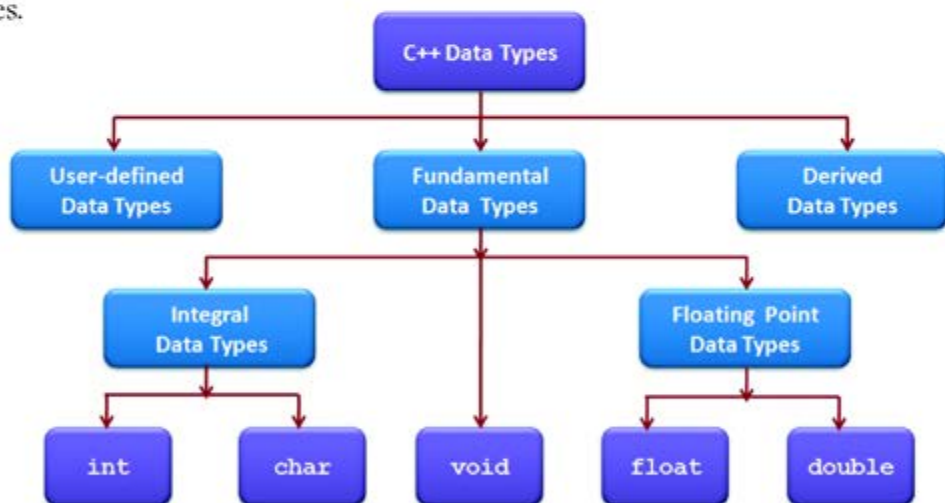 es.
C++ Data Types
User-defined
Data Types
Fundamental
Data Types
Derived
Data Types
Integral
Data Types
Floating Point
Data Types
int
char
void
float
double